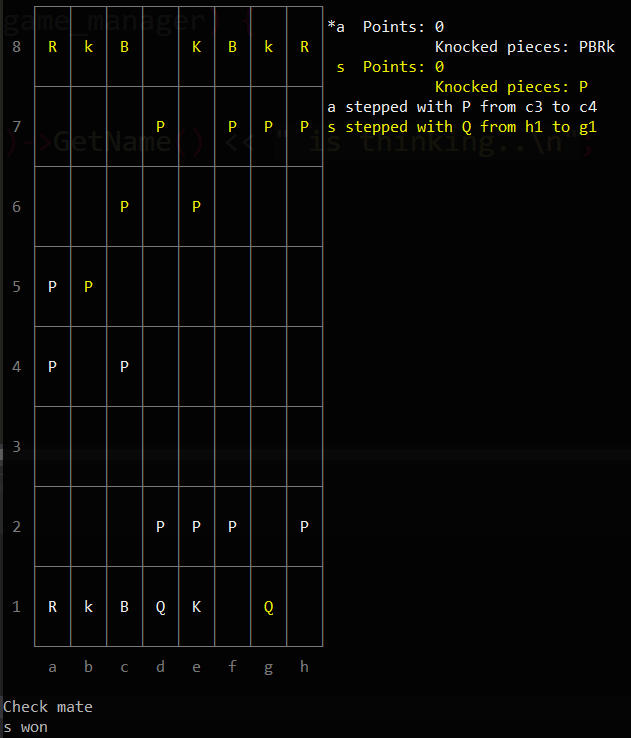 game_manager) {
*a Points: 0
Knocked pieces: PBRk
s Points: 0
Knocked pieces: P
a stepped with P from c3 to c4
s stepped with Q from h1 to g1
)->GetName() << " is thinking..\n";
8 R k B K B k R
7 P P P P
6 P P
5 P P
4 P P
3
2 P P P P
1 R k B Q K Q
a b c d e f g h
Check mate
s won